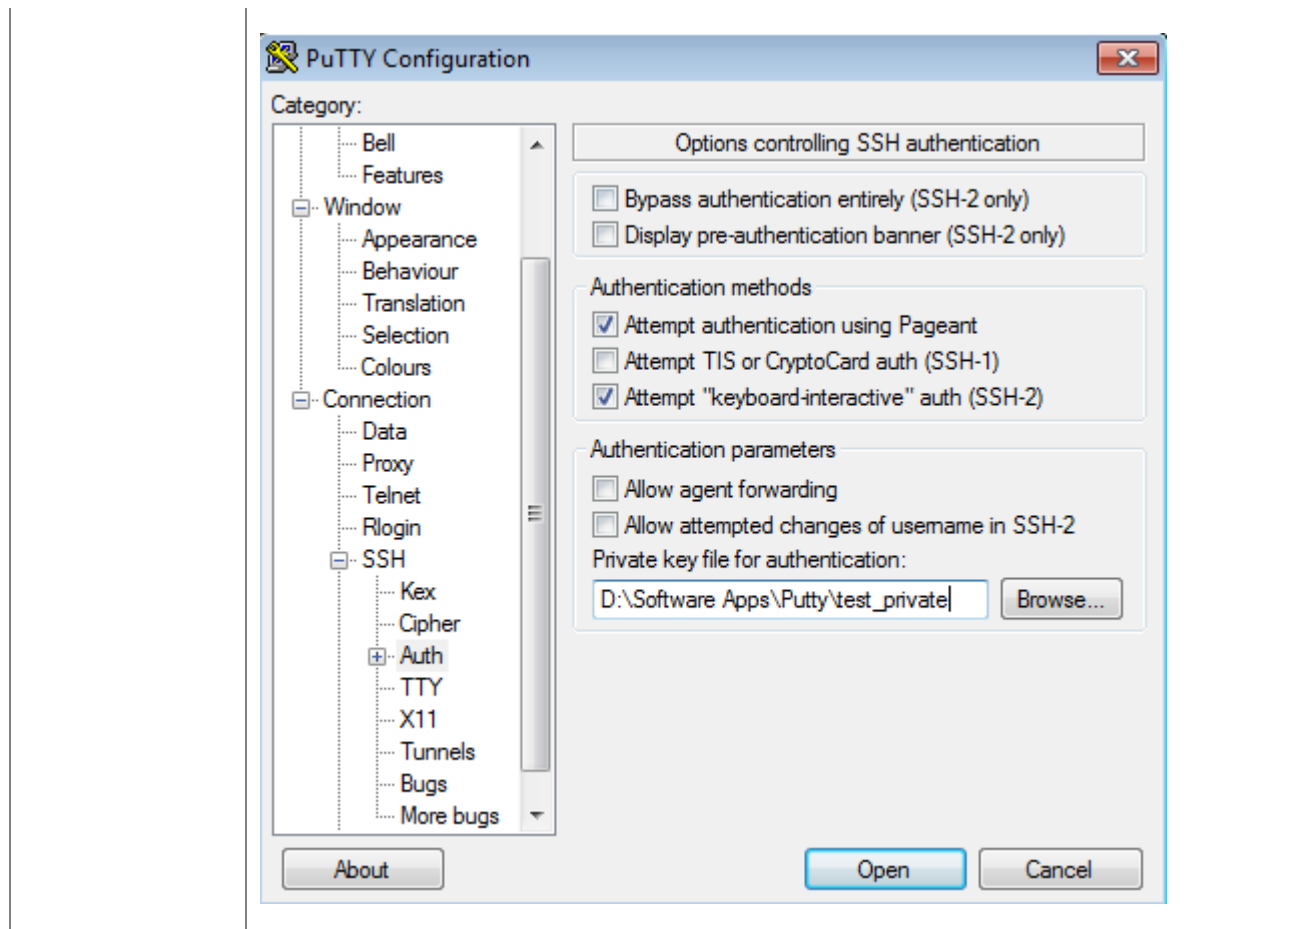 PuTTY Configuration
Category:
Bell
Features
Window
Appearance
Behaviour
Translation
Selection
Colours
Connection
Data
Proxy
Telnet
Rlogin
SSH
Kex
Cipher
Auth
TTY
X11
Tunnels
Bugs
More bugs
Options controlling SSH authentication
Bypass authentication entirely (SSH-2 only)
Display pre-authentication banner (SSH-2 only)
Authentication methods
Attempt authentication using Pageant
Attempt TIS or CryptoCard auth (SSH-1)
Attempt "keyboard-interactive" auth (SSH-2)
Authentication parameters
Allow agent forwarding
Allow attempted changes of username in SSH-2
Private key file for authentication:
D:\Software Apps\Putty\test_private
Browse...
About
Open
Cancel